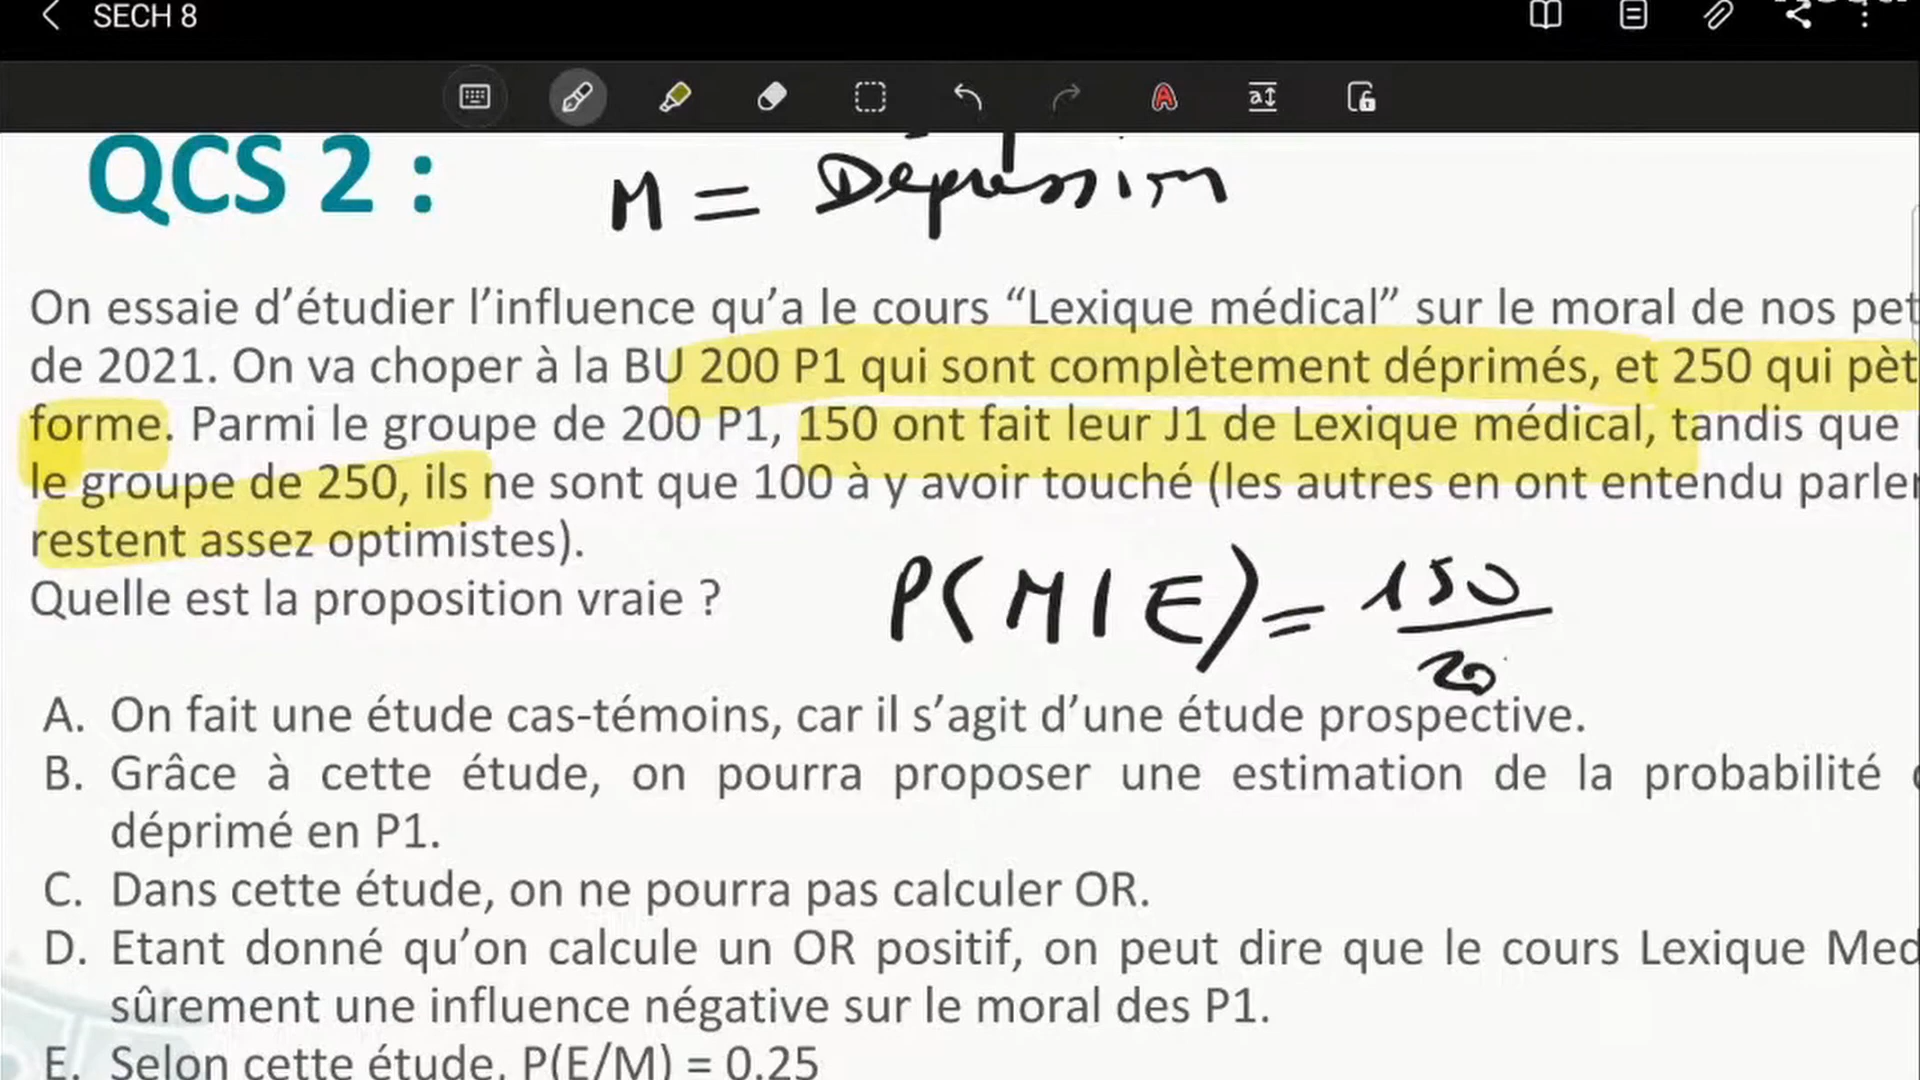 SECH 8
QCS 2 :
M = Dépression
On essaie d’étudier l’influence qu’a le cours “Lexique médical” sur le moral de nos
de 2021. On va choper à la BU 200 P1 qui sont complètement déprimés, et 250 qui
forme. Parmi le groupe de 200 P1, 150 ont fait leur J1 de Lexique médical, tandis que
le groupe de 250, ils ne sont que 100 à y avoir touché (les autres en ont entendu
restent assez optimistes).
Quelle est la proposition vraie ?
P(M|E) = 150
20
A. On fait une étude cas-témoins, car il s’agit d’une étude prospective.
B. Grâce à cette étude, on pourra proposer une estimation de la probabilité
déprimé en P1.
C. Dans cette étude, on ne pourra pas calculer OR.
D. Etant donné qu’on calcule un OR positif, on peut dire que le cours Lexique Med
sûrement une influence négative sur le moral des P1.
E. Selon cette étude, P(E/M) = 0.25